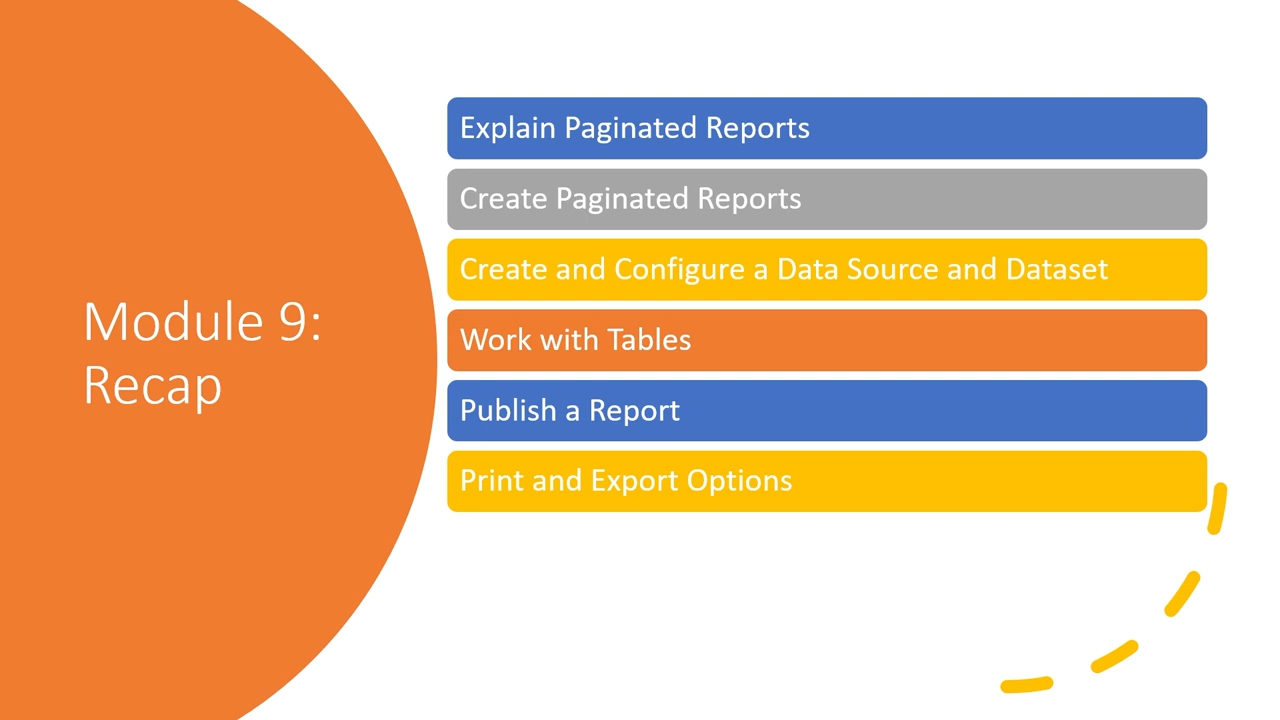 Module 9:
Recap
Explain Paginated Reports
Create Paginated Reports
Create and Configure a Data Source and Dataset
Work with Tables
Publish a Report
Print and Export Options